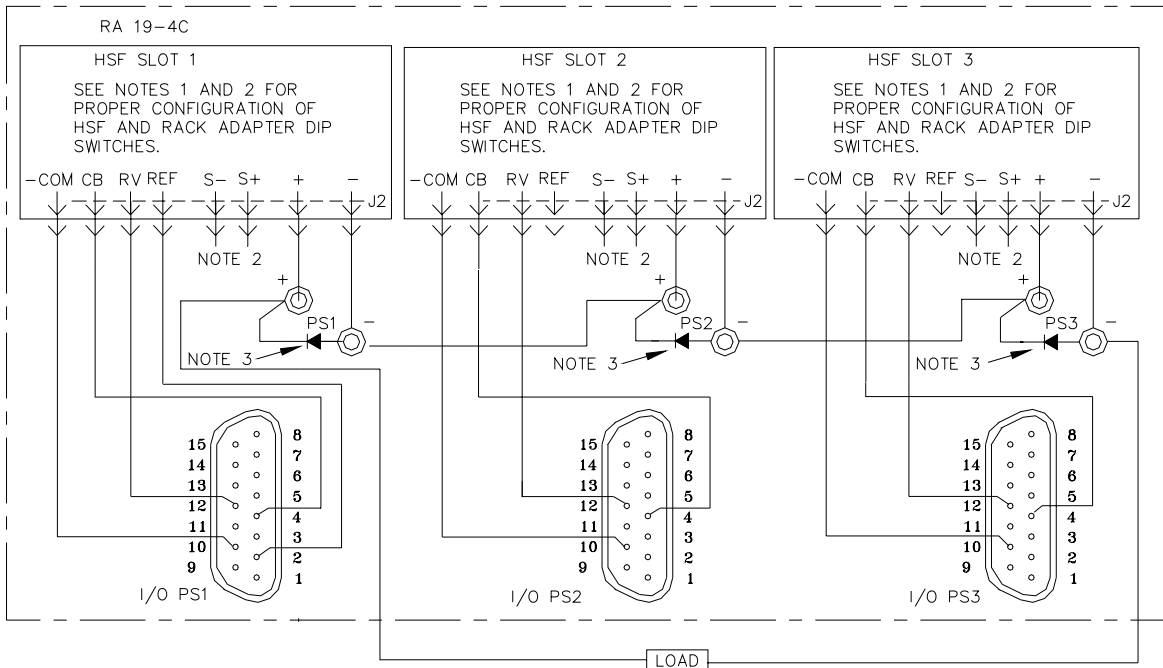 RA 19-4C
HSF SLOT 1
SEE NOTES 1 AND 2 FOR
PROPER CONFIGURATION OF
HSF AND RACK ADAPTER DIP
SWITCHES.
-COM CB RV REF S- S+ + -
J2
NOTE 2
+
PS1
-
NOTE 3
15
14
13
12
11
10
9
8
7
6
5
4
3
2
1
I/O PS1
HSF SLOT 2
SEE NOTES 1 AND 2 FOR
PROPER CONFIGURATION OF
HSF AND RACK ADAPTER DIP
SWITCHES.
-COM CB RV REF S- S+ + -
J2
NOTE 2
+
PS2
-
NOTE 3
15
14
13
12
11
10
9
8
7
6
5
4
3
2
1
I/O PS2
HSF SLOT 3
SEE NOTES 1 AND 2 FOR
PROPER CONFIGURATION OF
HSF AND RACK ADAPTER DIP
SWITCHES.
-COM CB RV REF S- S+ + -
J2
NOTE 2
+
PS3
-
NOTE 3
15
14
13
12
11
10
9
8
7
6
5
4
3
2
1
I/O PS3
LOAD